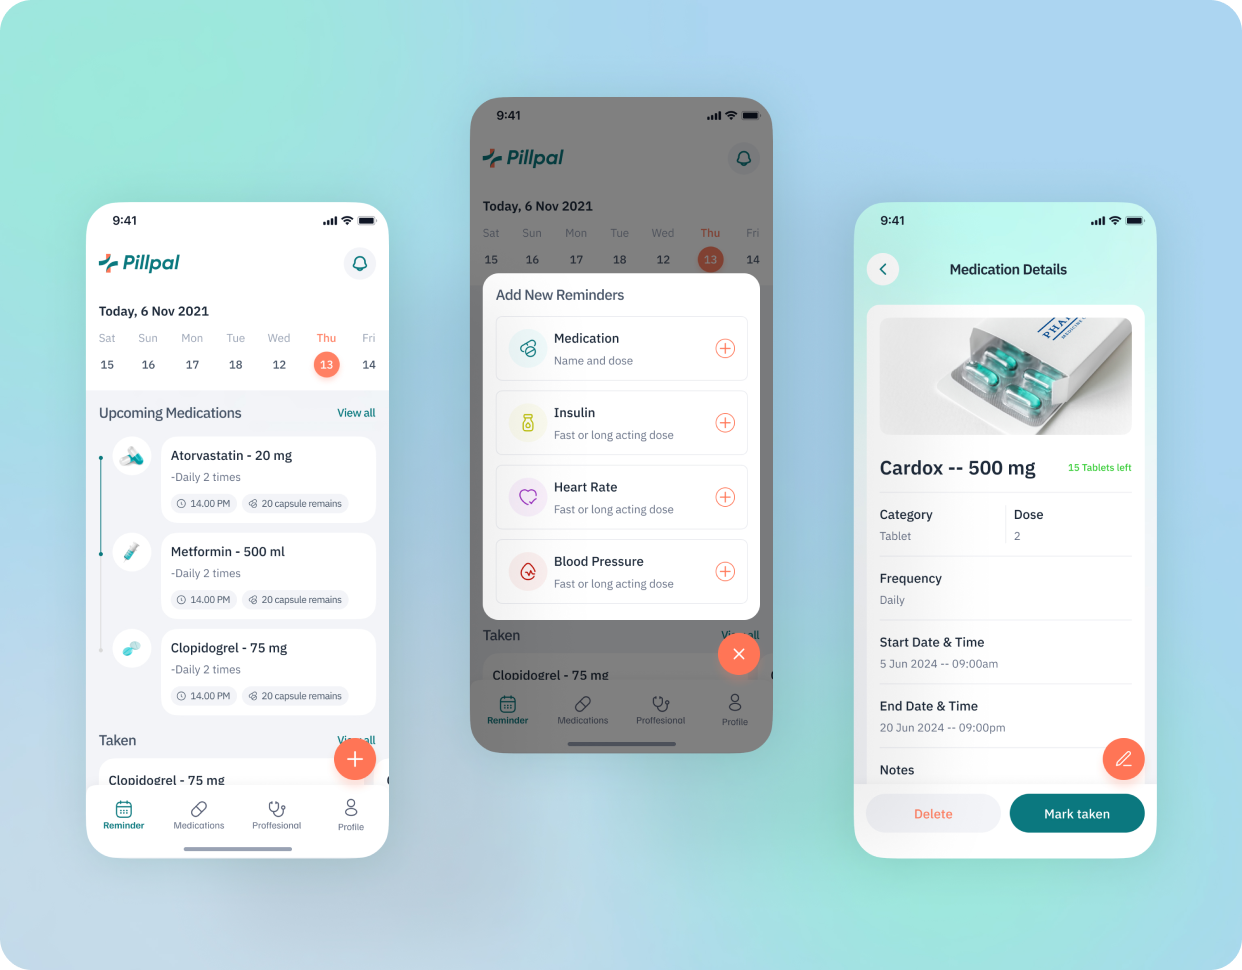 9:41
Pillpal
Today, 6 Nov 2021
Sat Sun Mon Tue Wed Thu Fri
15 16 17 18 12 13 14
Upcoming Medications View all
Atorvastatin - 20 mg
-Daily 2 times
14.00 PM 20 capsule remains
Metformin - 500 ml
-Daily 2 times
14.00 PM 20 capsule remains
Clopidogrel - 75 mg
-Daily 2 times
14.00 PM 20 capsule remains
Taken View all
Clopidogrel - 75 mg
Reminder Medications Proffesional Profile
9:41
Pillpal
Today, 6 Nov 2021
Sat Sun Mon Tue Wed Thu Fri
15 16 17 18 12 13 14
Add New Reminders
Medication
Name and dose
Insulin
Fast or long acting dose
Heart Rate
Fast or long acting dose
Blood Pressure
Fast or long acting dose
Taken View all
Clopidogrel - 75 mg
Reminder Medications Proffesional Profile
9:41
Medication Details
PHA
MEDICINE
Cardox -- 500 mg 15 Tablets left
Category Dose
Tablet 2
Frequency
Daily
Start Date & Time
5 Jun 2024 -- 09:00am
End Date & Time
20 Jun 2024 -- 09:00pm
Notes
Delete Mark taken